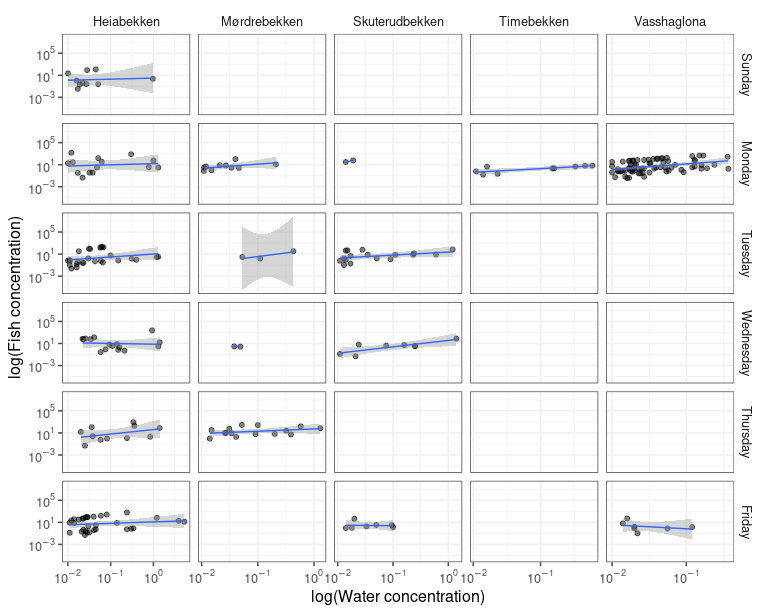 Heiabekken Mørdrebekken Skuterudbekken Timebekken Vasshaglona
10^5
10^1
10^−3
Sunday
10^5
10^1
10^−3
Monday
10^5
10^1
10^−3
Tuesday
10^5
10^1
10^−3
Wednesday
10^5
10^1
10^−3
Thursday
10^5
10^1
10^−3
Friday
log(Fish concentration)
10^−2 10^−1 10^0 10^−2 10^−1 10^0 10^−2 10^−1 10^0 10^−2 10^−1 10^−2 10^−1
log(Water concentration)